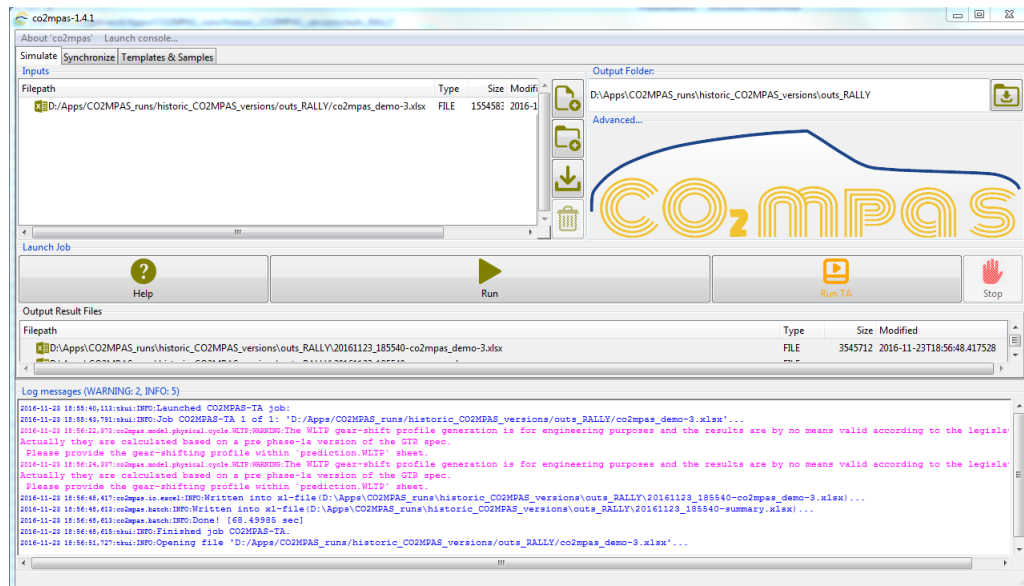 co2mpas-1.4.1
About 'co2mpas' Launch console...
Simulate Synchronize Templates & Samples
Inputs
Filepath Type Size Modifi
D:/Apps/CO2MPAS_runs/historic_CO2MPAS_versions/outs_RALLY/co2mpas_demo-3.xlsx FILE 1554583 2016-1
Output Folder:
D:\Apps\CO2MPAS_runs\historic_CO2MPAS_versions\outs_RALLY
Advanced...
CO2MPAS
Launch Job
Help Run Run TA Stop
Output Result Files
Filepath Type Size Modified
D:\Apps\CO2MPAS_runs\historic_CO2MPAS_versions\outs_RALLY\20161123_185540-co2mpas_demo-3.xlsx FILE 3545712 2016-11-23T18:56:48.417528
Log messages (WARNING: 2, INFO: 5)
2016-11-23 18:55:40,113:tkui:INFO:Launched CO2MPAS-TA job:
2016-11-23 18:55:43,791:tkui:INFO:Job CO2MPAS-TA 1 of 1: 'D:/Apps/CO2MPAS_runs/historic_CO2MPAS_versions/outs_RALLY/co2mpas_demo-3.xlsx'...
2016-11-23 18:56:22,973:co2mpas.model.physical.cycle.WLTP:WARNING:The WLTP gear-shift profile generation is for engineering purposes and the results are by no means valid according to the legisla
Actually they are calculated based on a pre phase-1a version of the GTR spec.
Please provide the gear-shifting profile within 'prediction.WLTP' sheet.
2016-11-23 18:56:24,337:co2mpas.model.physical.cycle.WLTP:WARNING:The WLTP gear-shift profile generation is for engineering purposes and the results are by no means valid according to the legisla
Actually they are calculated based on a pre phase-1a version of the GTR spec.
Please provide the gear-shifting profile within 'prediction.WLTP' sheet.
2016-11-23 18:56:48,417:co2mpas.io.excel:INFO:Written into xl-file(D:\Apps\CO2MPAS_runs\historic_CO2MPAS_versions\outs_RALLY\20161123_185540-co2mpas_demo-3.xlsx)...
2016-11-23 18:56:48,613:co2mpas.batch:INFO:Written into xl-file(D:\Apps\CO2MPAS_runs\historic_CO2MPAS_versions\outs_RALLY\20161123_185540-summary.xlsx)...
2016-11-23 18:56:48,613:co2mpas.batch:INFO:Done! [68.49985 sec]
2016-11-23 18:56:48,615:tkui:INFO:Finished job CO2MPAS-TA.
2016-11-23 18:56:51,727:tkui:INFO:Opening file 'D:/Apps/CO2MPAS_runs/historic_CO2MPAS_versions/outs_RALLY/co2mpas_demo-3.xlsx'...